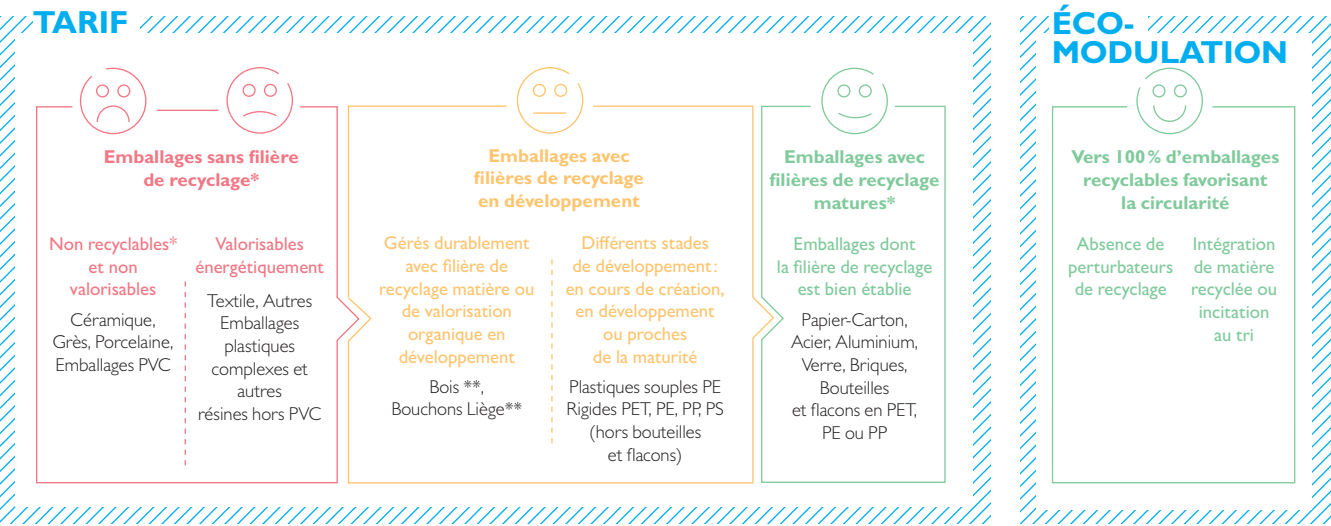 TARIF
Emballages sans filière
de recyclage*
Non recyclables*
et non
valorisables
Céramique,
Grès, Porcelaine,
Emballages PVC
Valorisables
énergétiquement
Textile, Autres
Emballages
plastiques
complexes et
autres
résines hors PVC
Emballages avec
filières de recyclage
en développement
Gérés durablement
avec filière de
recyclage matière ou
de valorisation
organique en
développement
Bois **,
Bouchons Liège**
Différents stades
de développement :
en cours de création,
en développement
ou proches
de la maturité
Plastiques souples PE
Rigides PET, PE, PP, PS
(hors bouteilles
et flacons)
Emballages avec
filières de recyclage
matures*
Emballages dont
la filière de recyclage
est bien établie
Papier-Carton,
Acier, Aluminium,
Verre, Briques,
Bouteilles
et flacons en PET,
PE ou PP
ÉCO-
MODULATION
Vers 100 % d'emballages
recyclables favorisant
la circularité
Absence de
perturbateurs
de recyclage
Intégration
de matière
recyclée ou
incitation
au tri